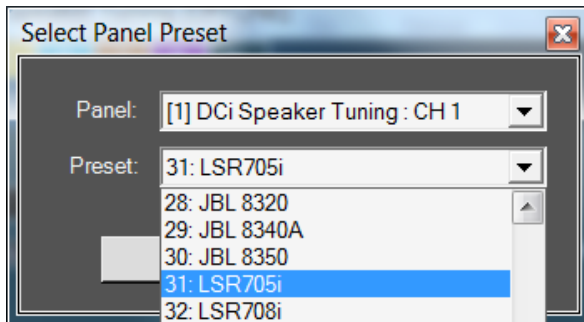 Select Panel Preset
Panel: [1] DCi Speaker Tuning : CH 1
Preset: 31: LSR705i
28: JBL 8320
29: JBL 8340A
30: JBL 8350
31: LSR705i
32: LSR708i